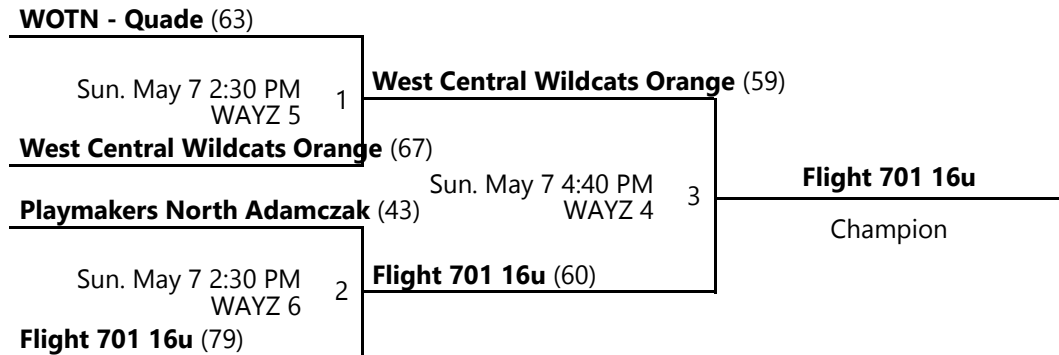 WOTN - Quade (63)
Sun. May 7 2:30 PM
WAYZ 5
1
West Central Wildcats Orange (67)
West Central Wildcats Orange (59)
Playmakers North Adamczak (43)
Sun. May 7 2:30 PM
WAYZ 6
2
Flight 701 16u (79)
Flight 701 16u (60)
Sun. May 7 4:40 PM
WAYZ 4
3
Flight 701 16u
Champion